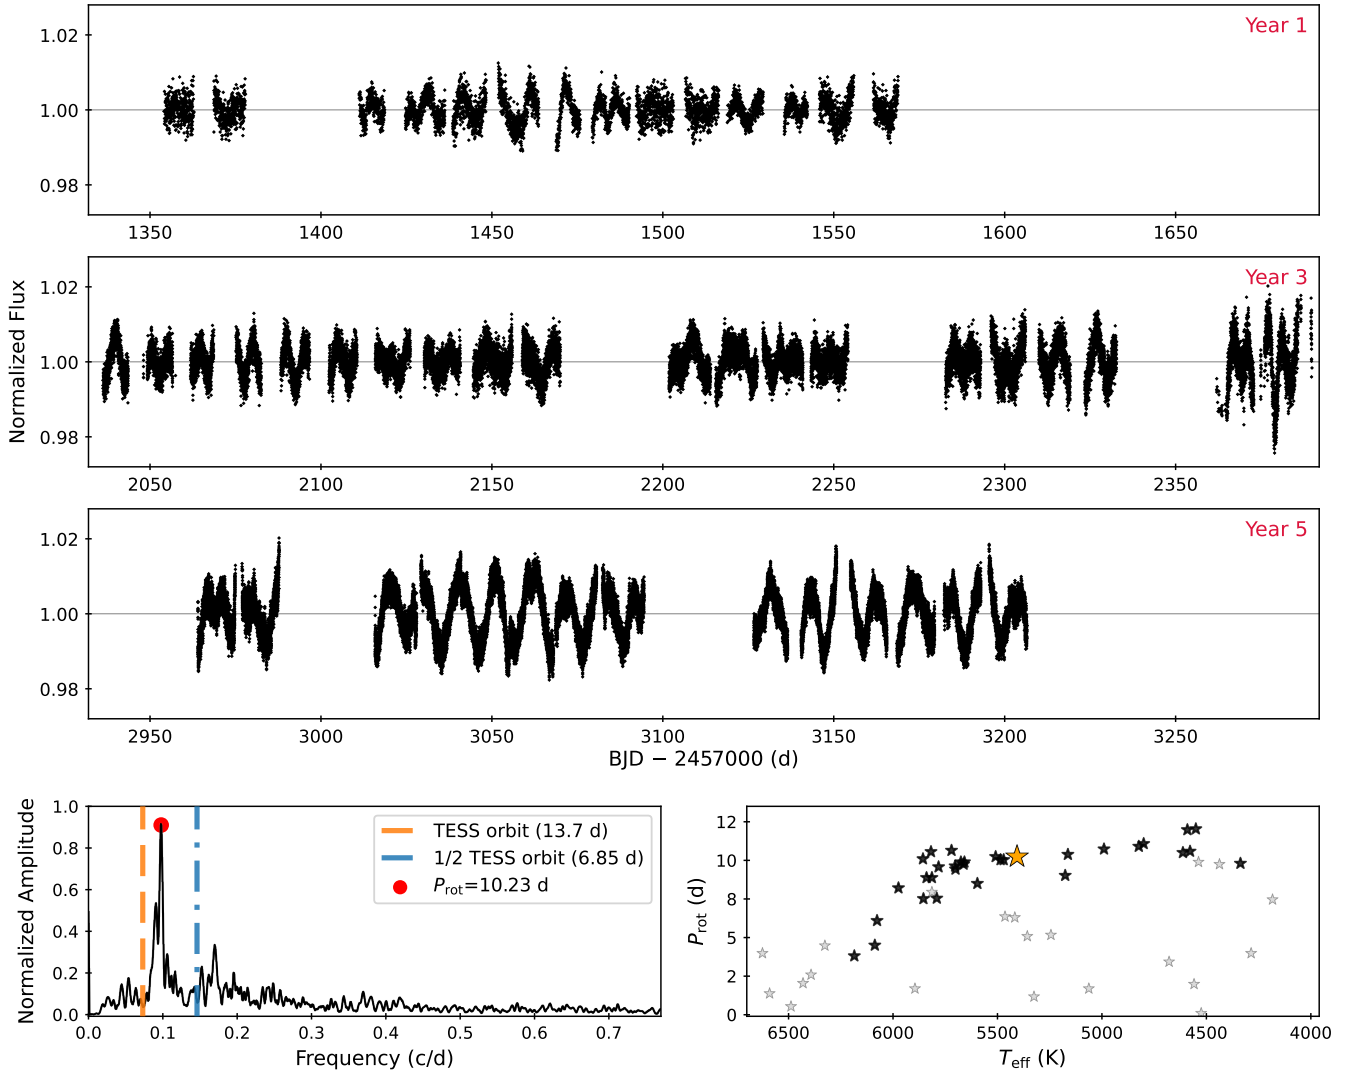 Year 1
1.02
1.00
0.98
1350 1400 1450 1500 1550 1600 1650
Year 3
1.02
1.00
0.98
Normalized Flux
2050 2100 2150 2200 2250 2300 2350
Year 5
1.02
1.00
0.98
2950 3000 3050 3100 3150 3200 3250
BJD − 2457000 (d)
Normalized Amplitude
1.0
0.8
0.6
0.4
0.2
0.0
TESS orbit (13.7 d)
1/2 TESS orbit (6.85 d)
Prot=10.23 d
0.0 0.1 0.2 0.3 0.4 0.5 0.6 0.7
Frequency (c/d)
Prot (d)
12
10
8
5
2
0
6500 6000 5500 5000 4500 4000
Teff (K)